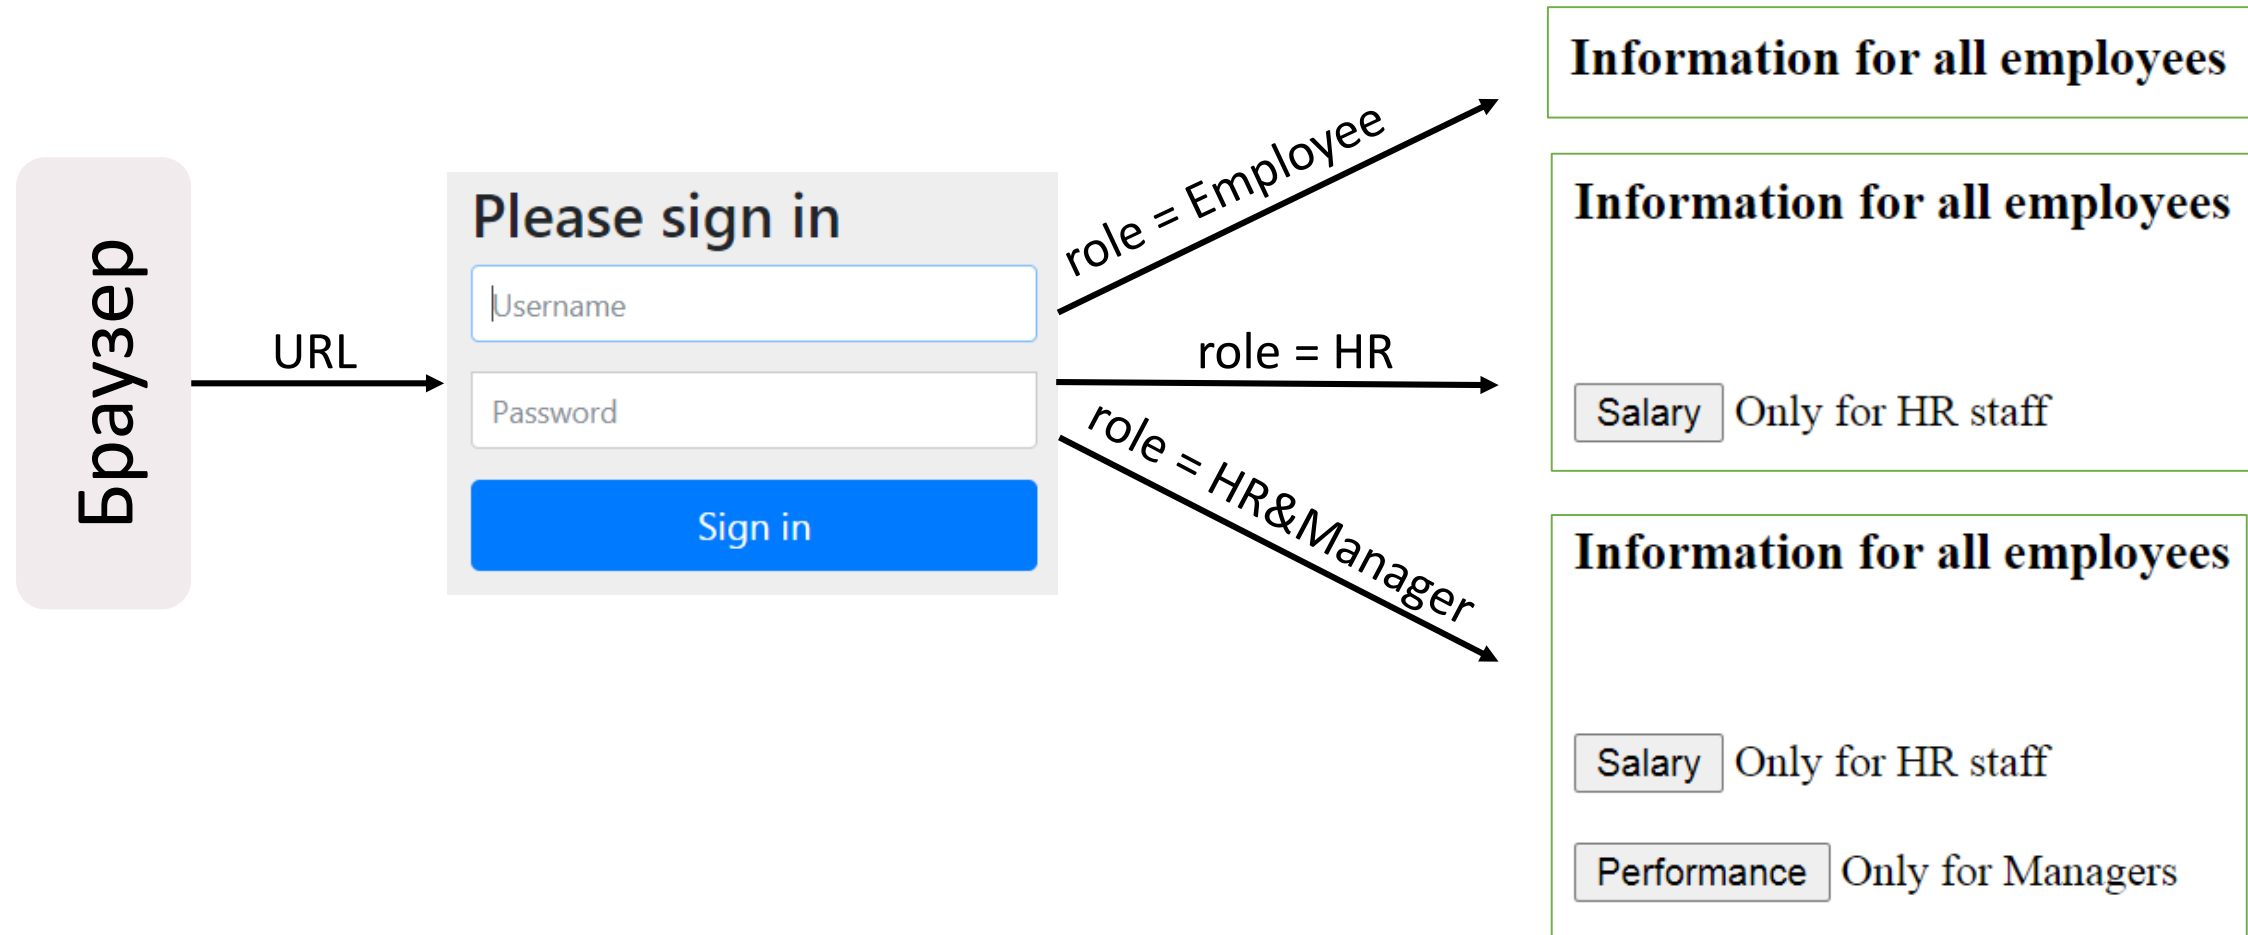 Браузер
URL
Please sign in
Username
Password
Sign in
role = Employee
role = HR
role = HR&Manager
Information for all employees
Information for all employees
Salary Only for HR staff
Information for all employees
Salary Only for HR staff
Performance Only for Managers